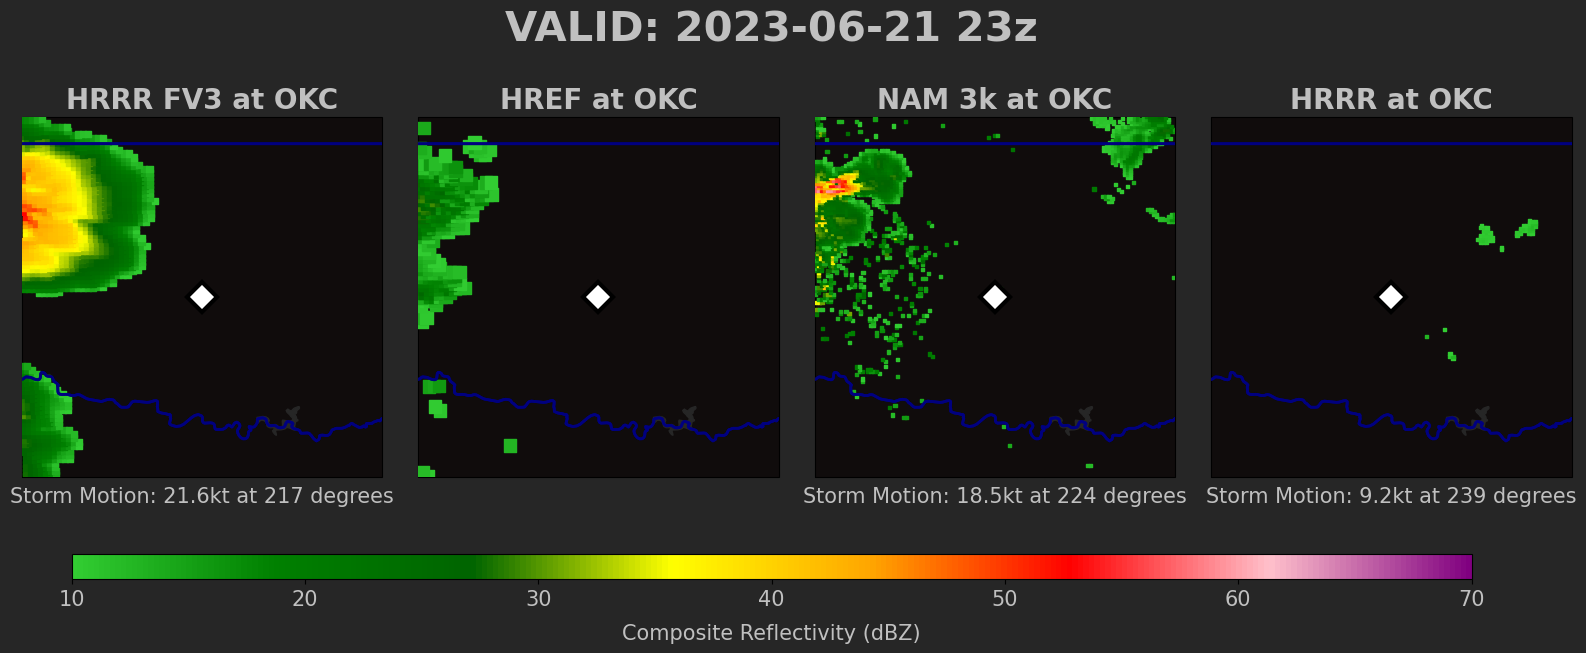 VALID: 2023-06-21 23z
HRRR FV3 at OKC
HREF at OKC
NAM 3k at OKC
HRRR at OKC
Storm Motion: 21.6kt at 217 degrees
Storm Motion: 18.5kt at 224 degrees
Storm Motion: 9.2kt at 239 degrees
10 20 30 40 50 60 70
Composite Reflectivity (dBZ)